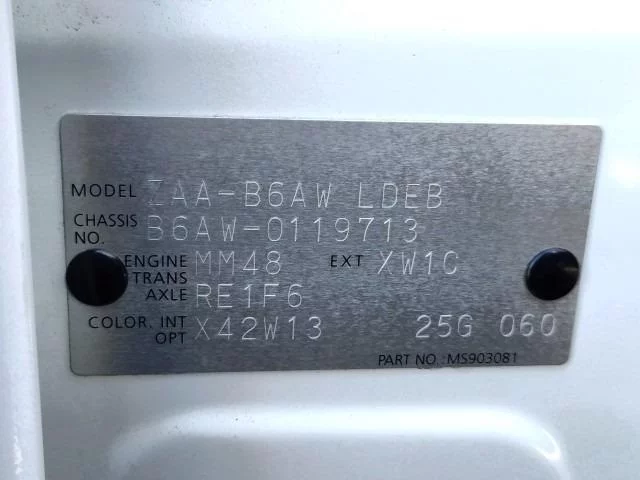 MODEL ZAA-B6AW LDEB
CHASSIS NO. B6AW-0119713
ENGINE MM48 EXT XW1C
TRANS AXLE RE1F6
COLOR. INT OPT X42W13 25G 060
PART NO.: MS903081